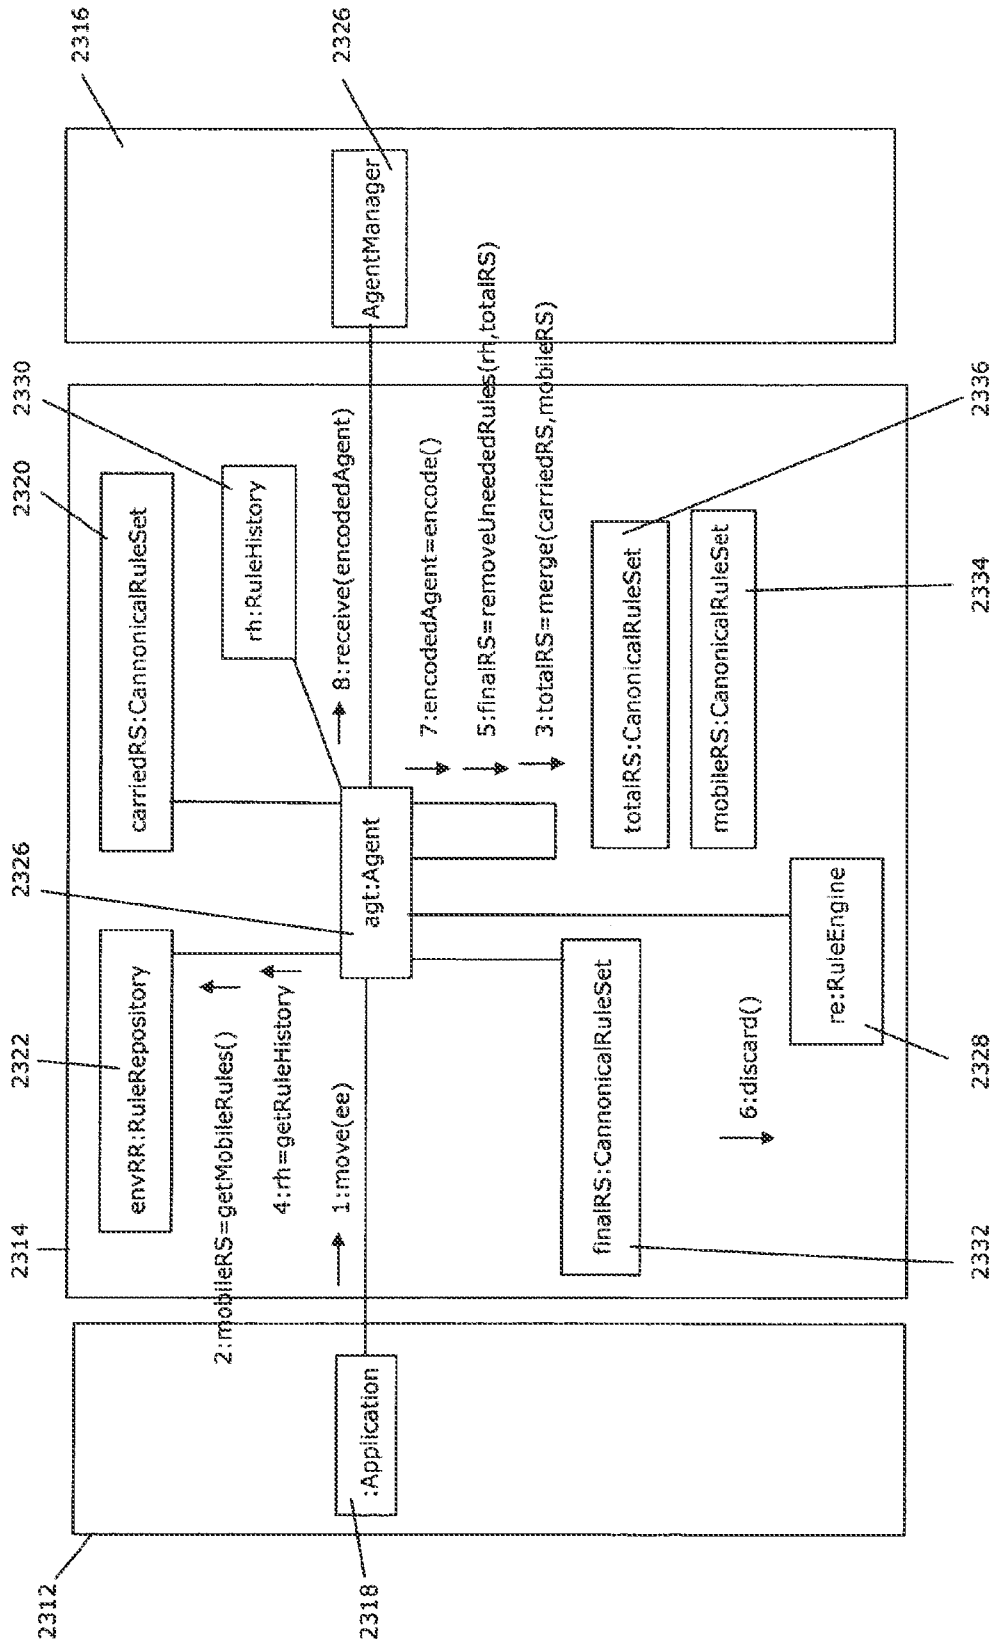 2312
2314
2322
2326
2320
2330
2316
2326
envRR:RuleRepository
carriedRS:CannonicalRuleSet
rh:RuleHistory
2:mobileRS=getMobileRules()
4:rh=getRuleHistory
1:move(ee)
8:receive(encodedAgent)
:Application
agt:Agent
AgentManager
7:encodedAgent=encode()
5:finalRS=removeUneededRules(rh,totalRS)
3:totalRS=merge(carriedRS,mobileRS)
finalRS:CannonicalRuleSet
totalRS:CanonicalRuleSet
mobileRS:CanonicalRuleSet
6:discard()
re:RuleEngine
2318
2332
2328
2334
2336